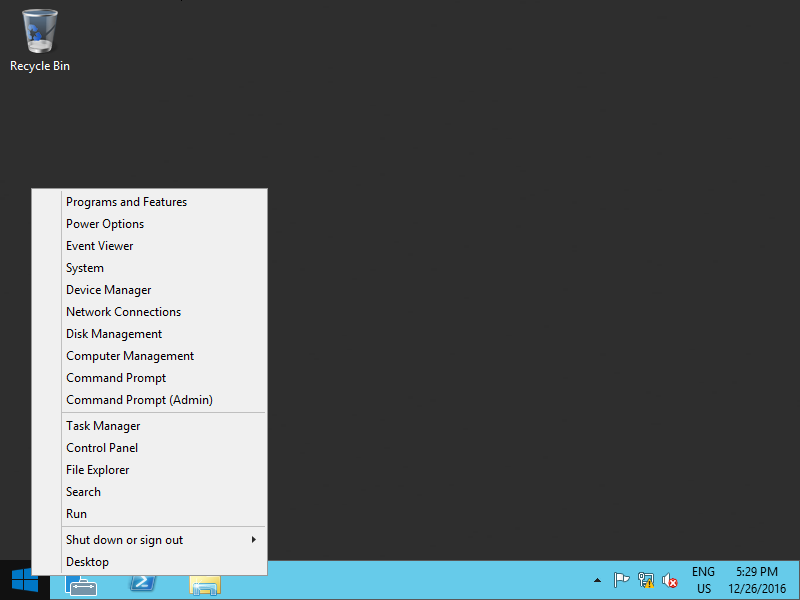 Recycle Bin
Programs and Features
Power Options
Event Viewer
System
Device Manager
Network Connections
Disk Management
Computer Management
Command Prompt
Command Prompt (Admin)
Task Manager
Control Panel
File Explorer
Search
Run
Shut down or sign out
Desktop
ENG
US
5:29 PM
12/26/2016